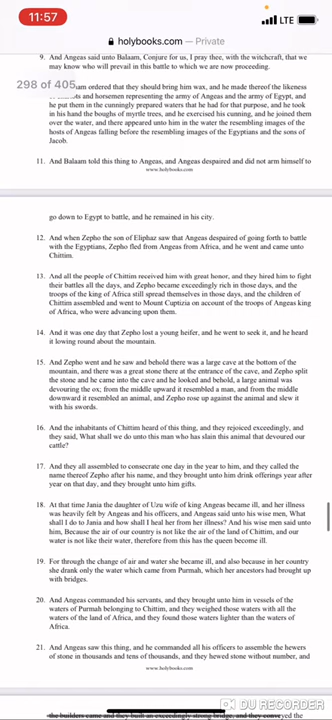 11:57
LTE
holybooks.com — Private
9. And Angeas said unto Balaam, Conjure for us, I pray thee, with the witchcraft, that we
may know who will prevail in this battle to which we are now proceeding.
298 of 405
am ordered that they should bring him wax, and he made thereof the likeness
and horsemen representing the army of Angeas and the army of Egypt, and
he put them in the cunningly prepared waters that he had for that purpose, and he took
in his hand the boughs of myrtle trees, and he exercised his cunning, and he joined them
over the water, and there appeared unto him in the water the resembling images of the
hosts of Angeas falling before the resembling images of the Egyptians and the sons of
Jacob.
11. And Balaam told this thing to Angeas, and Angeas despaired and did not arm himself to
www.holybooks.com
go down to Egypt to battle, and he remained in his city.
12. And when Zepho the son of Eliphaz saw that Angeas despaired of going forth to battle
with the Egyptians, Zepho fled from Angeas from Africa, and he went and came unto
Chittim.
13. And all the people of Chittim received him with great honor, and they hired him to fight
their battles all the days, and Zepho became exceedingly rich in those days, and the
troops of the king of Africa still spread themselves in those days, and the children of
Chittim assembled and went to Mount Cuptizia on account of the troops of Angeas king
of Africa, who were advancing upon them.
14. And it was one day that Zepho lost a young heifer, and he went to seek it, and he heard
it lowing round about the mountain.
15. And Zepho went and he saw and behold there was a large cave at the bottom of the
mountain, and there was a great stone there at the entrance of the cave, and Zepho split
the stone and he came into the cave and he looked and behold, a large animal was
devouring the ox; from the middle upward it resembled a man, and from the middle
downward it resembled an animal, and Zepho rose up against the animal and slew it
with his swords.
16. And the inhabitants of Chittim heard of this thing, and they rejoiced exceedingly, and
they said, What shall we do unto this man who has slain this animal that devoured our
cattle?
17. And they all assembled to consecrate one day in the year to him, and they called the
name thereof Zepho after his name, and they brought unto him drink offerings year after
year on that day, and they brought unto him gifts.
18. At that time Jania the daughter of Uzu wife of king Angeas became ill, and her illness
was heavily felt by Angeas and his officers, and Angeas said unto his wise men, What
shall I do to Jania and how shall I heal her from her illness? And his wise men said unto
him, Because the air of our country is not like the air of the land of Chittim, and our
water is not like their water, therefore from this has the queen become ill.
19. For through the change of air and water she became ill, and also because in her country
she drank only the water which came from Purmah, which her ancestors had brought up
with bridges.
20. And Angeas commanded his servants, and they brought unto him in vessels of the
waters of Purmah belonging to Chittim, and they weighed those waters with all the
waters of the land of Africa, and they found those waters lighter than the waters of
Africa.
21. And Angeas saw this thing, and he commanded all his officers to assemble the hewers
of stone in thousands and tens of thousands, and they hewed stone without number, and
www.holybooks.com
the builders came and they built an exceedingly strong bridge, and they conveyed the
DU RECORDER